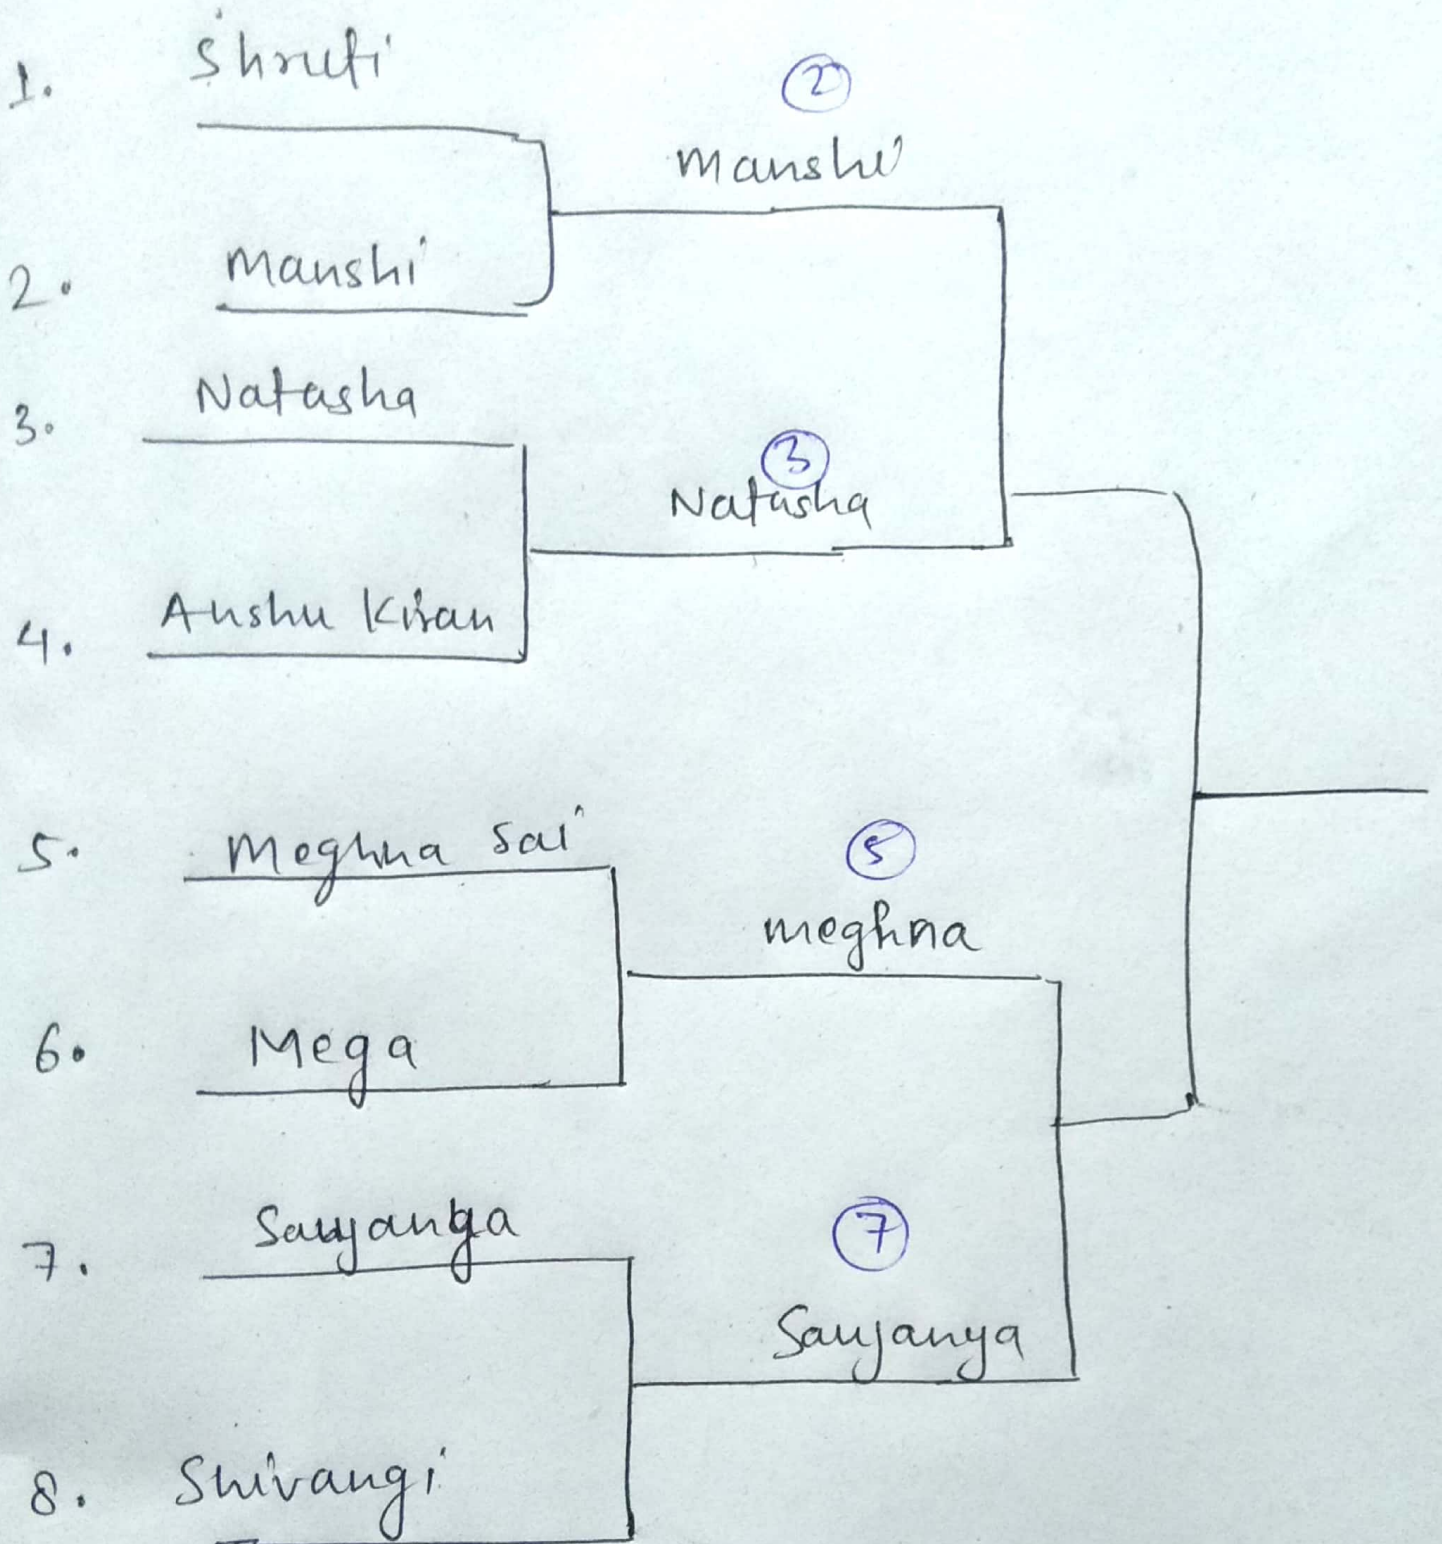 1. Shruti
②
Manshi
2. Manshi
3. Natasha
③
Natasha
4. Anshu Kiran
5. Meghna Sai
⑤
meghna
6. Mega
7. Saujanya
⑦
Saujanya
8. Shivangi